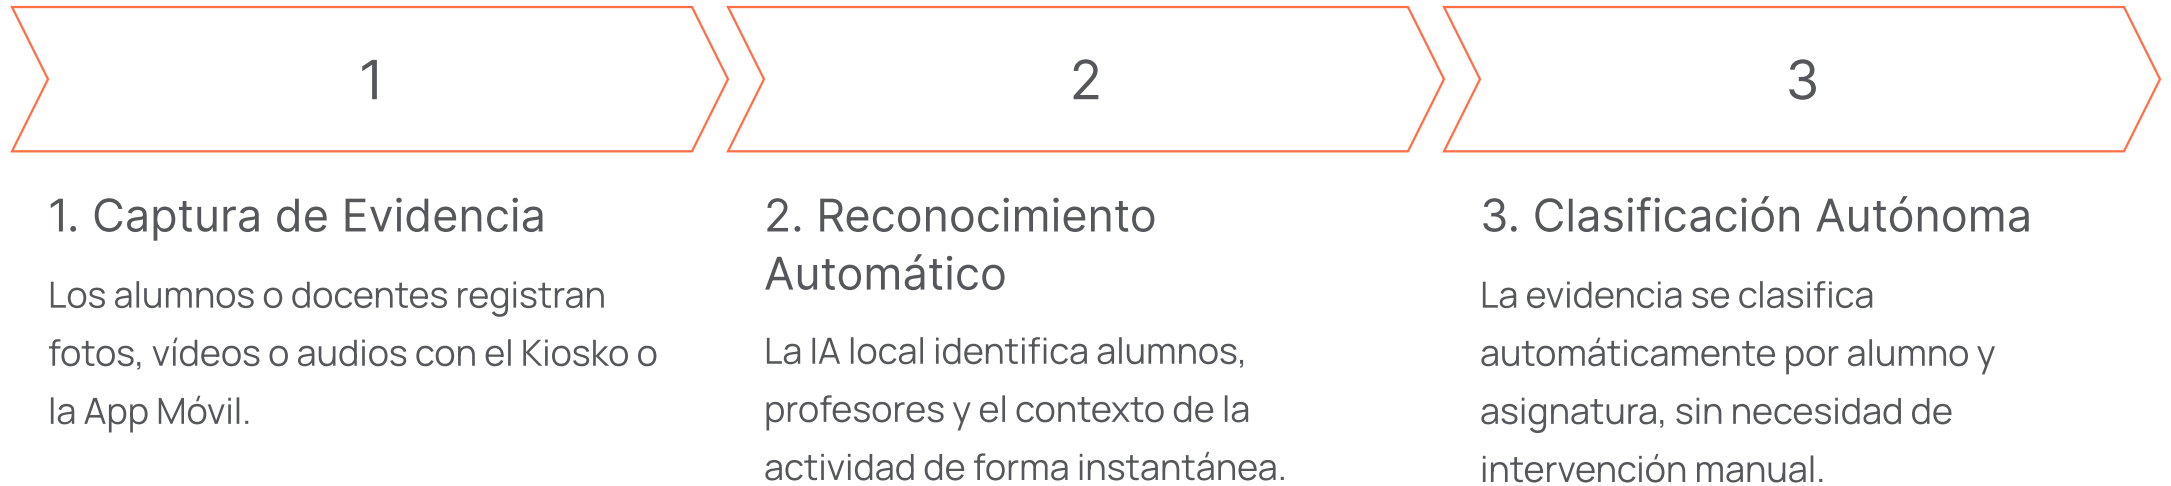 1
2
3
1. Captura de Evidencia
Los alumnos o docentes registran
fotos, vídeos o audios con el Kiosko o
la App Móvil.
2. Reconocimiento
Automático
La IA local identifica alumnos,
profesores y el contexto de la
actividad de forma instantánea.
3. Clasificación Autónoma
La evidencia se clasifica
automáticamente por alumno y
asignatura, sin necesidad de
intervención manual.